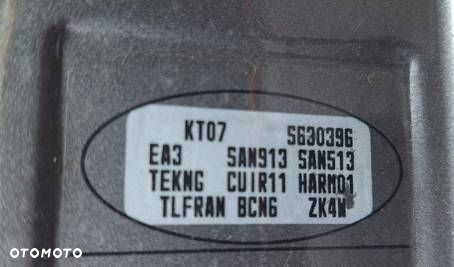 KT07 S630396
EA3 SAN913 SAN513
TEKNG CUIR11 HARM01
TLFRAN BCN6 ZK4W
OTOMOTO